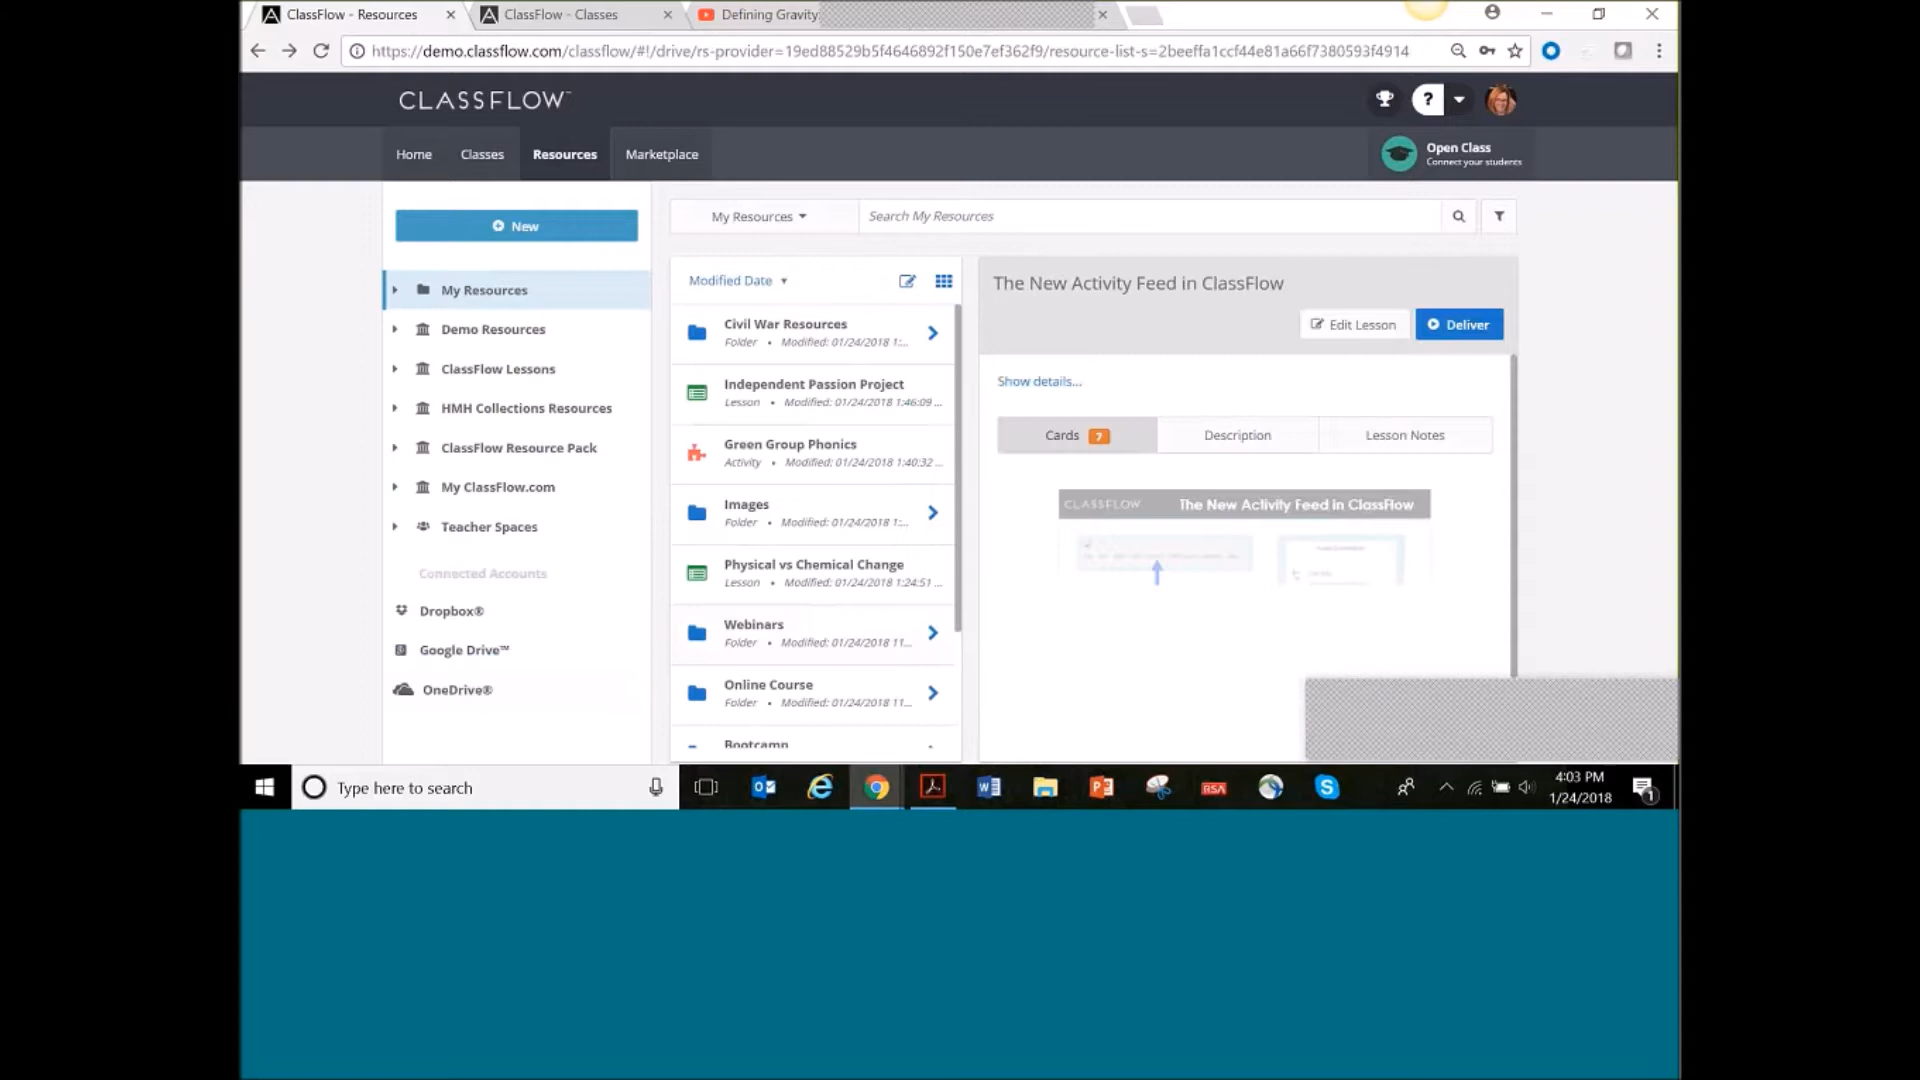 ClassFlow - Resources
ClassFlow - Classes
Defining Gravity:
https://demo.classflow.com/classflow/#!/drive/rs-provider=19ed88529b5f4646892f150e7ef362f9/resource-list-s=2beeffa1ccf44e81a66f7380593f4914
CLASSFLOW
?
Home
Classes
Resources
Marketplace
Open Class
Connect your students
New
My Resources
Search My Resources
My Resources
Demo Resources
ClassFlow Lessons
HMH Collections Resources
ClassFlow Resource Pack
My ClassFlow.com
Teacher Spaces
Connected Accounts
Dropbox®
Google Drive™
OneDrive®
Modified Date
Civil War Resources
Folder • Modified: 01/24/2018 1:...
Independent Passion Project
Lesson • Modified: 01/24/2018 1:46:09 ...
Green Group Phonics
Activity • Modified: 01/24/2018 1:40:32 ...
Images
Folder • Modified: 01/24/2018 1:...
Physical vs Chemical Change
Lesson • Modified: 01/24/2018 1:24:51 ...
Webinars
Folder • Modified: 01/24/2018 11...
Online Course
Folder • Modified: 01/24/2018 11...
Bootcamp
The New Activity Feed in ClassFlow
Edit Lesson
Deliver
Show details...
Cards 7
Description
Lesson Notes
CLASSFLOW
The New Activity Feed in ClassFlow
Type here to search
BSA
4:03 PM
1/24/2018
1